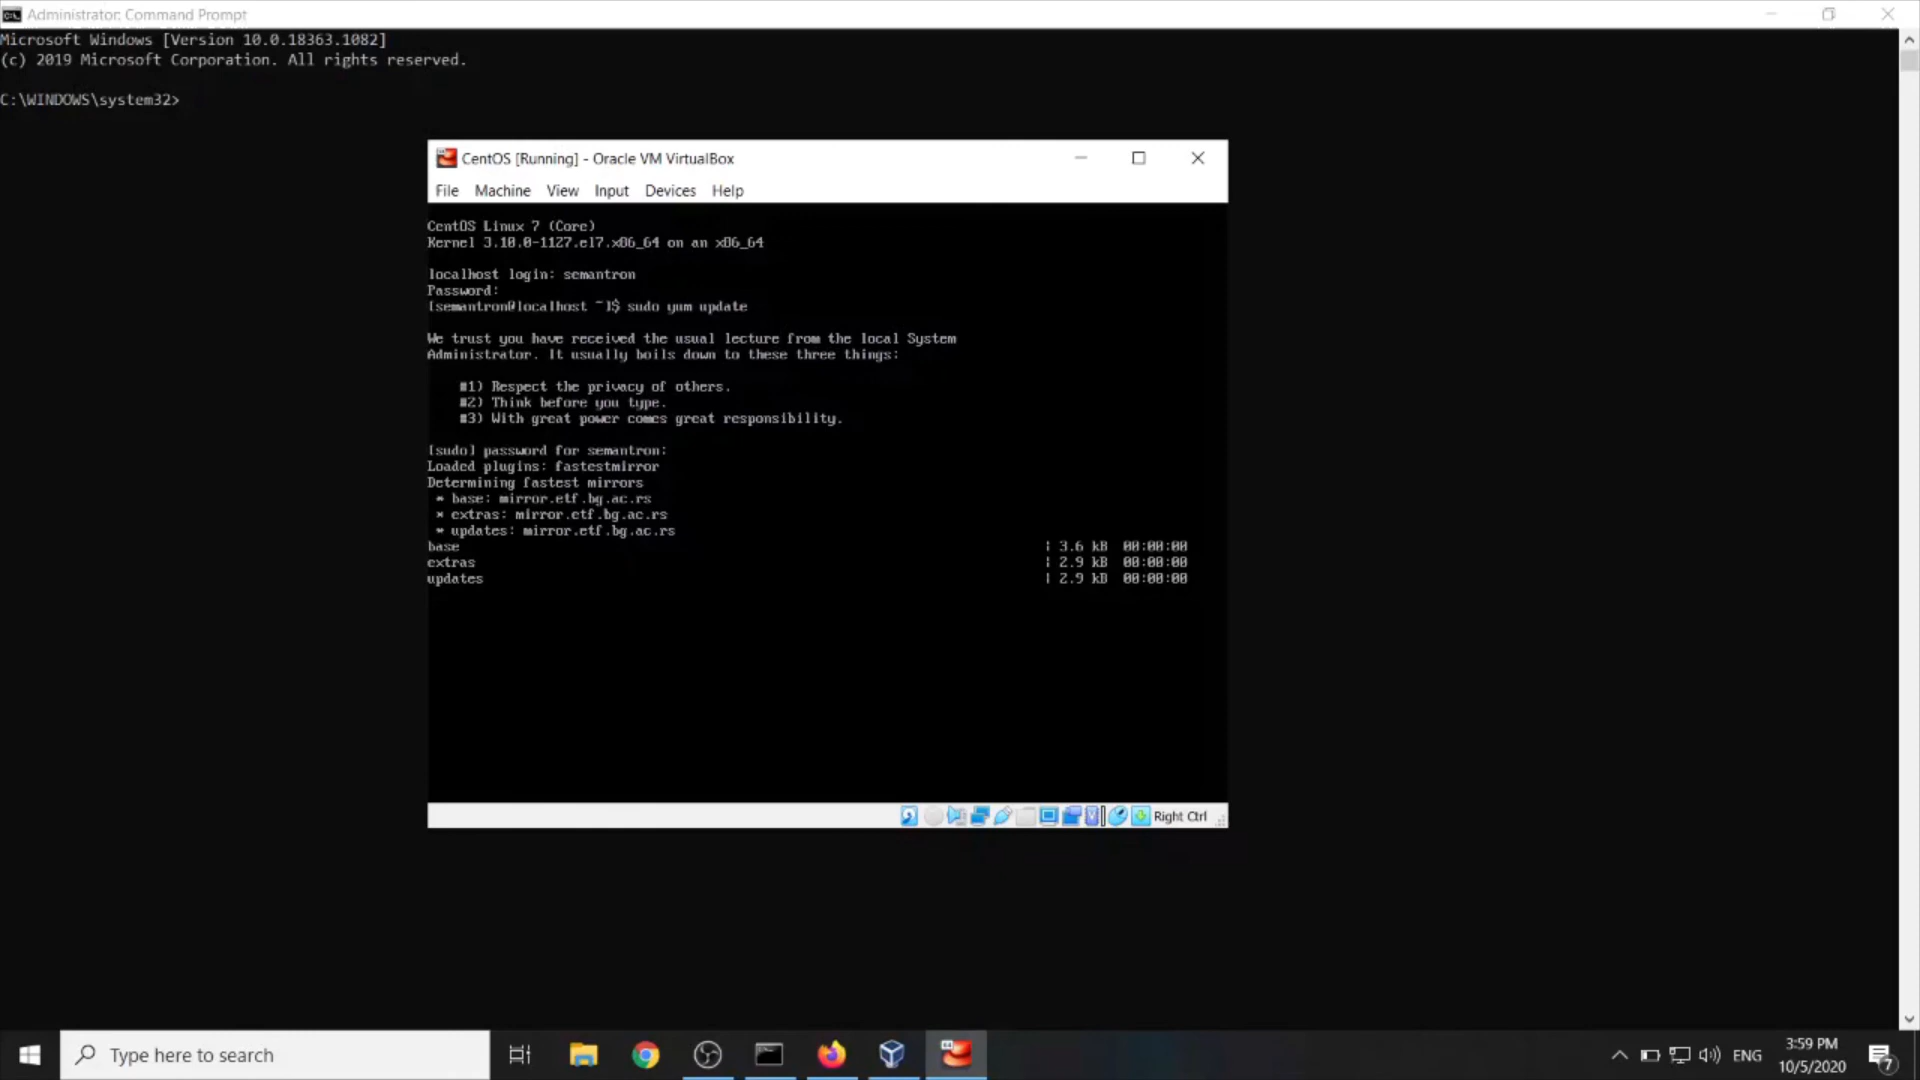 Administrator: Command Prompt
Microsoft Windows [Version 10.0.18363.1082]
(c) 2019 Microsoft Corporation. All rights reserved.
C:\WINDOWS\system32>
CentOS [Running] - Oracle VM VirtualBox
File Machine View Input Devices Help
CentOS Linux 7 (Core)
Kernel 3.10.0-1127.el7.x86_64 on an x86_64
localhost login: semantron
Password:
[semantron@localhost ~]$ sudo yum update
We trust you have received the usual lecture from the local System
Administrator. It usually boils down to these three things:
#1) Respect the privacy of others.
#2) Think before you type.
#3) With great power comes great responsibility.
[sudo] password for semantron:
Loaded plugins: fastestmirror
Determining fastest mirrors
* base: mirror.etf.bg.ac.rs
* extras: mirror.etf.bg.ac.rs
* updates: mirror.etf.bg.ac.rs
base | 3.6 kB 00:00:00
extras | 2.9 kB 00:00:00
updates | 2.9 kB 00:00:00
Right Ctrl
Type here to search
ENG
3:59 PM
10/5/2020
7